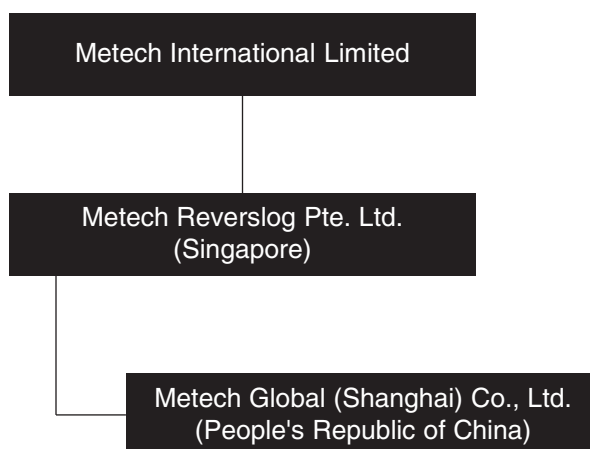 Metech International Limited
Metech Reverslog Pte. Ltd.
(Singapore)
Metech Global (Shanghai) Co., Ltd.
(People's Republic of China)